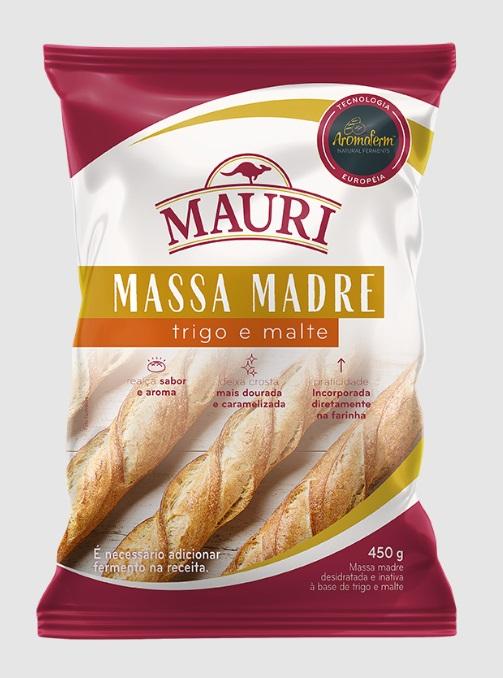 TECNOLOGIA
Aromaferm™
NATURAL FERMENTS
EUROPEIA
MAURI
MASSA MADRE
trigo e malte
realça sabor
e aroma
deixa crosta
mais dourada
e caramelizada
praticidade
Incorporada
diretamente
na farinha
É necessário adicionar
fermento na receita.
450 g
Massa madre
desidratada e inativa
à base de trigo e malte